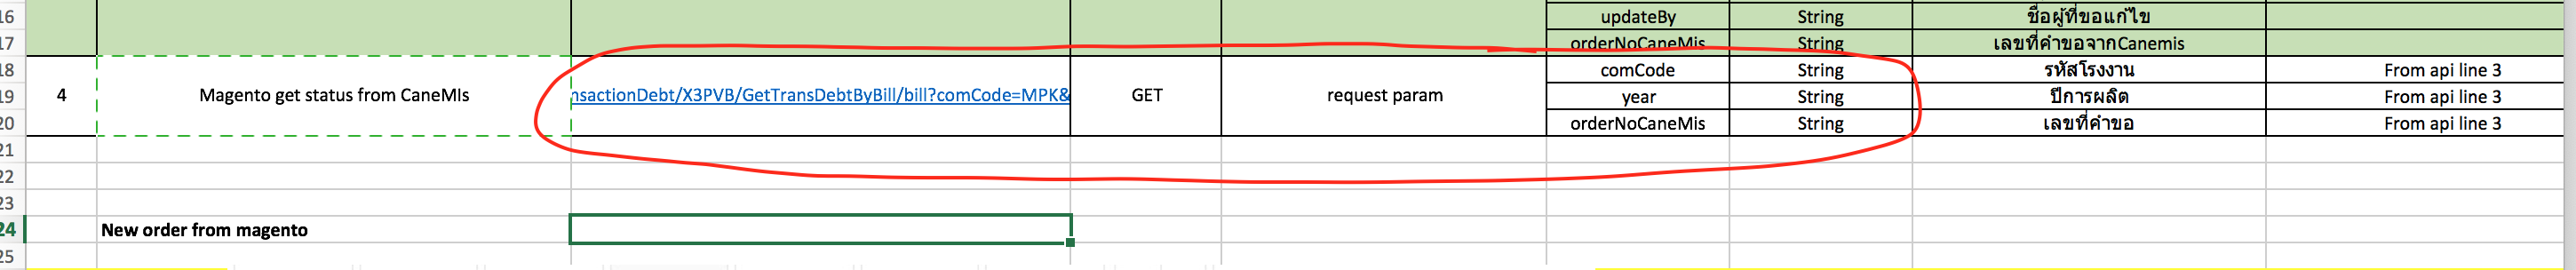 16 updateBy String ชื่อผู้ที่ขอแก้ไข
17 orderNoCaneMis String เลขที่คำขอจากCanemis
18 comCode String รหัสโรงงาน From api line 3
19 4 Magento get status from CaneMIs nsactionDebt/X3PVB/GetTransDebtByBill/bill?comCode=MPK& GET request param year String ปีการผลิต From api line 3
20 orderNoCaneMis String เลขที่คำขอ From api line 3
21
22
23
24 New order from magento
25